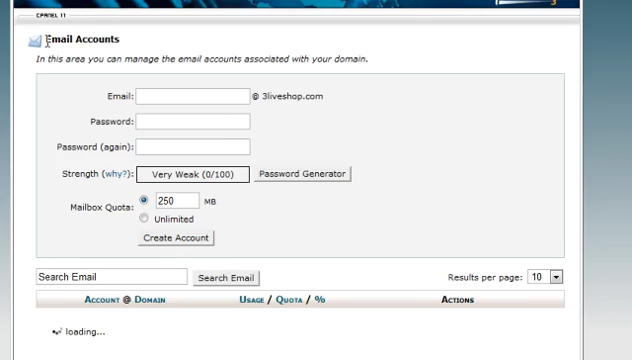 CPANEL 11
Email Accounts
In this area you can manage the email accounts associated with your domain.
Email: @ 3liveshop.com
Password:
Password (again):
Strength (why?): Very Weak (0/100) Password Generator
Mailbox Quota: 250 MB
Unlimited
Create Account
Search Email Search Email Results per page: 10
ACCOUNT @ DOMAIN USAGE / QUOTA / % ACTIONS
loading...